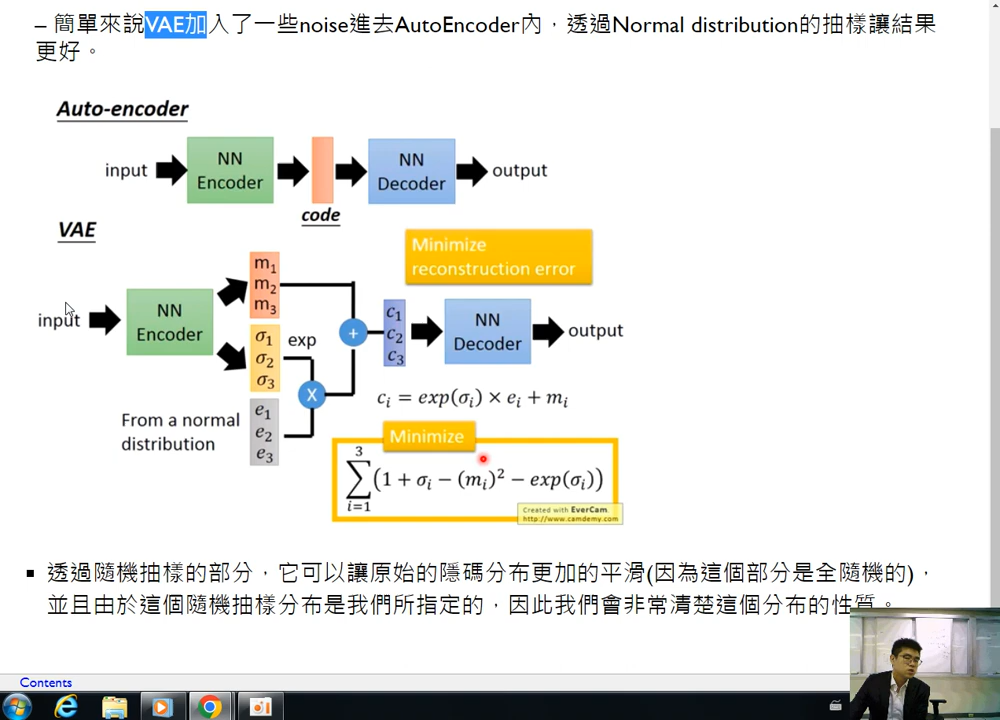 – 簡單來說VAE加入了一些noise進去AutoEncoder內，透過Normal distribution的抽樣讓結果
更好。
Auto-encoder
input
NN
Encoder
code
NN
Decoder
output
VAE
input
NN
Encoder
m1
m2
m3
σ1
σ2
σ3
exp
From a normal
distribution
e1
e2
e3
X
+
Minimize
reconstruction error
c1
c2
c3
NN
Decoder
output
ci = exp(σi) × ei + mi
Minimize
3
∑(1 + σi − (mi)² − exp(σi))
i=1
Created with EverCam.
http://www.camdemy.com
▪ 透過隨機抽樣的部分，它可以讓原始的隱碼分布更加的平滑(因為這個部分是全隨機的)，
並且由於這個隨機抽樣分布是我們所指定的，因此我們會非常清楚這個分布的性質。
Contents